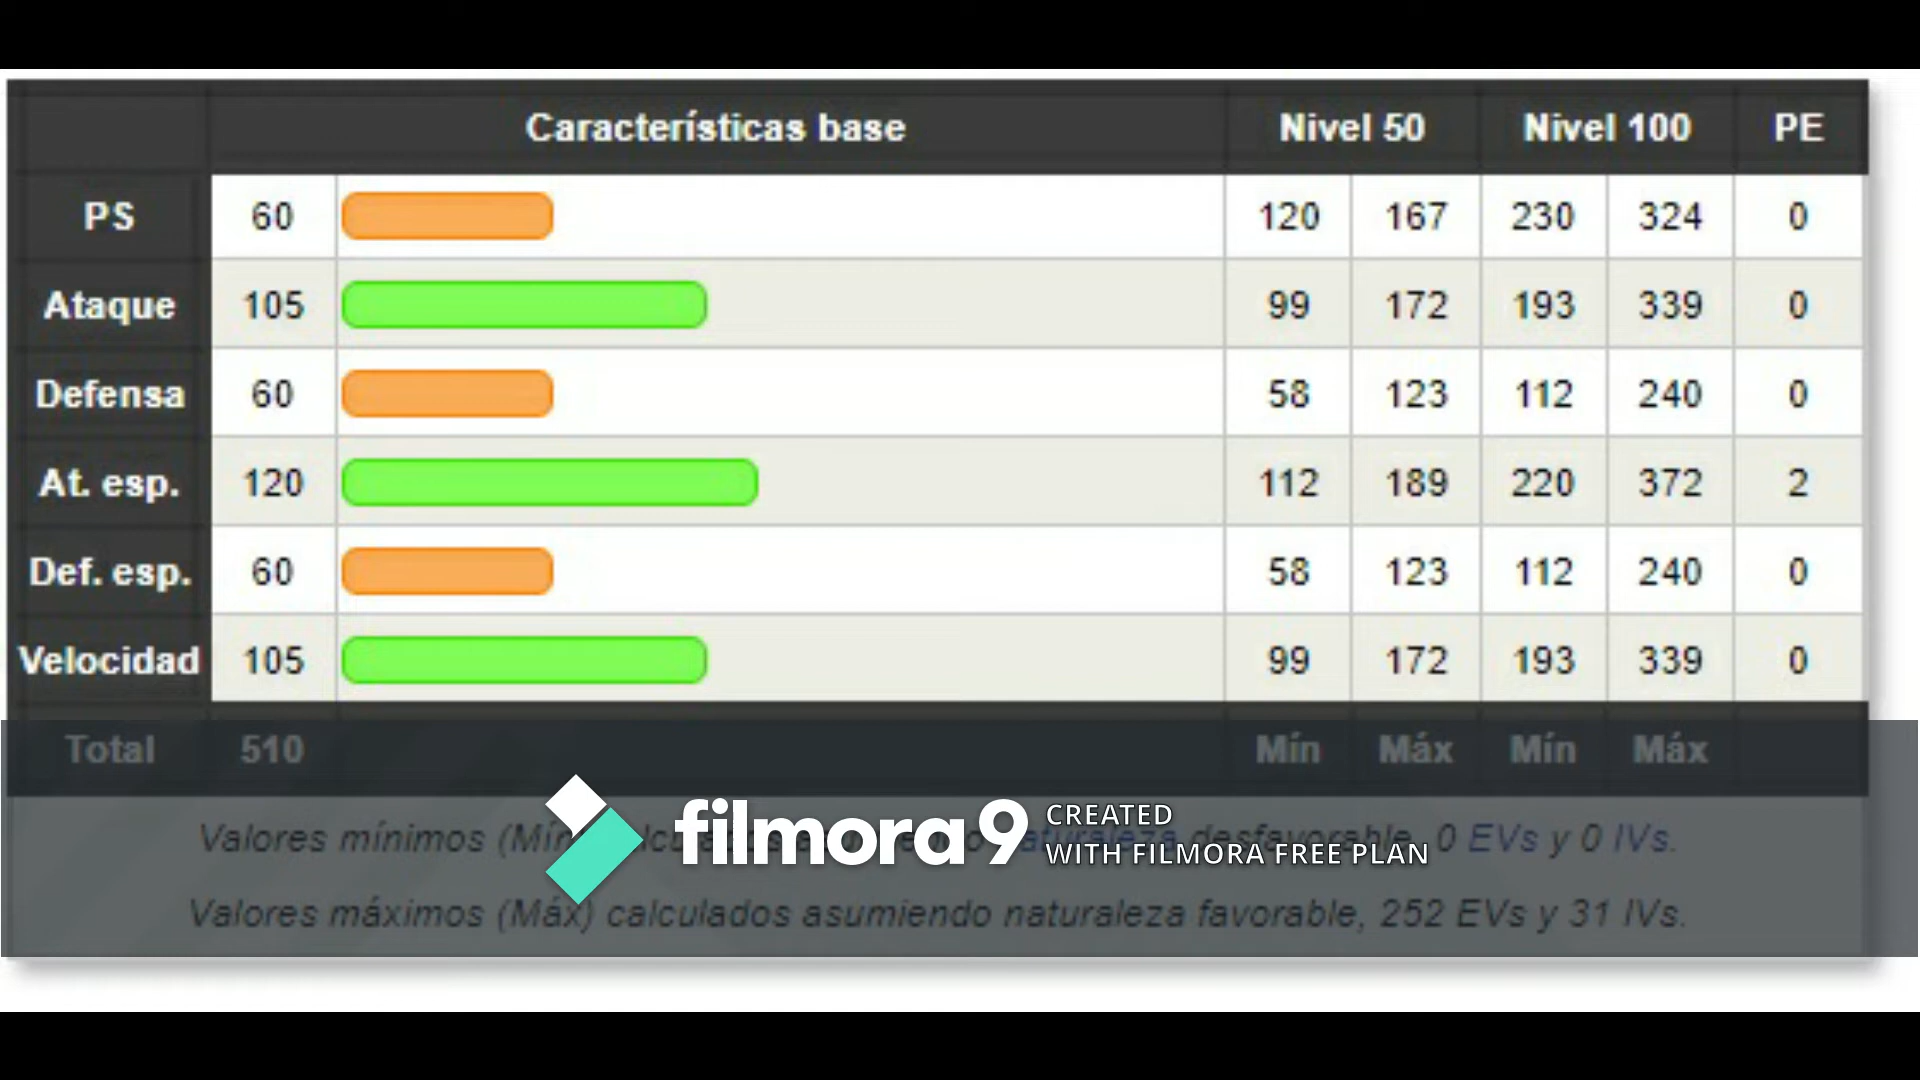 Características base Nivel 50 Nivel 100 PE
PS 60 120 167 230 324 0
Ataque 105 99 172 193 339 0
Defensa 60 58 123 112 240 0
At. esp. 120 112 189 220 372 2
Def. esp. 60 58 123 112 240 0
Velocidad 105 99 172 193 339 0
Total 510 Mín Máx Mín Máx
filmora9 CREATED
WITH FILMORA FREE PLAN
Valores mínimos (Mín desfavorable, 0 EVs y 0 IVs.
Valores máximos (Máx) calculados asumiendo naturaleza favorable, 252 EVs y 31 IVs.